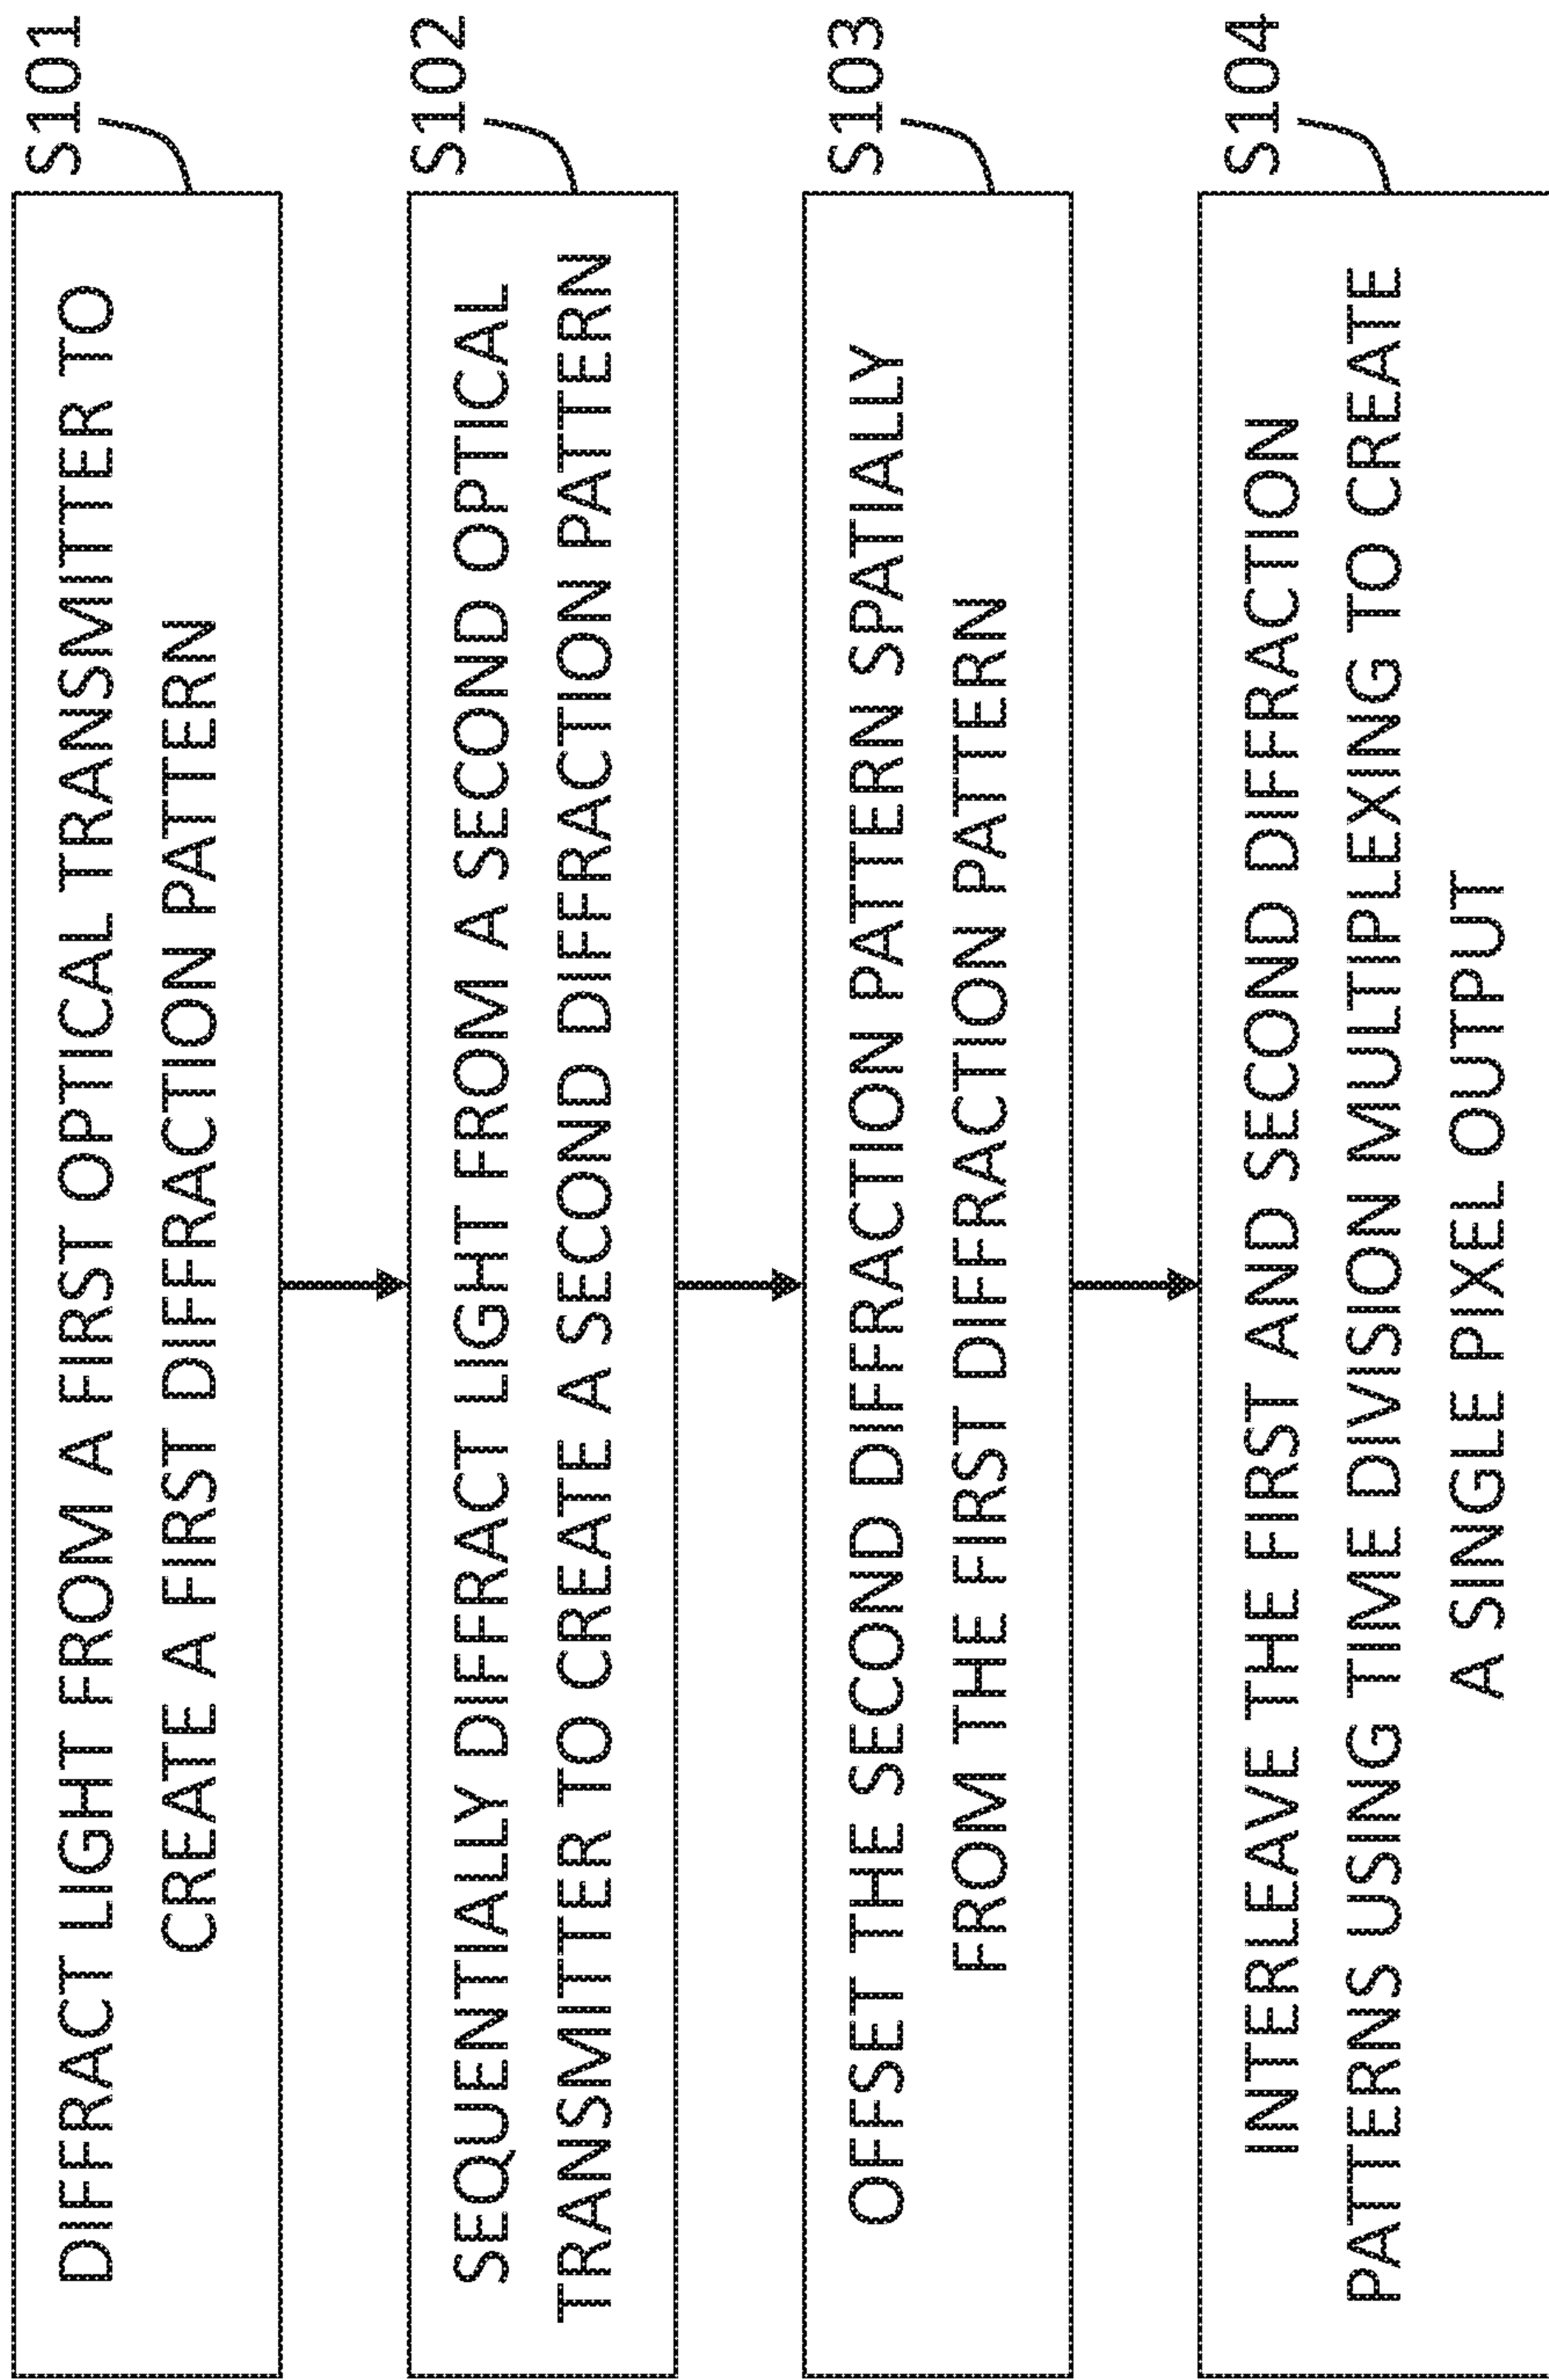 DIFFRACT LIGHT FROM A FIRST OPTICAL TRANSMITTER TO
CREATE A FIRST DIFFRACTION PATTERN
S101
SEQUENTIALLY DIFFRACT LIGHT FROM A SECOND OPTICAL
TRANSMITTER TO CREATE A SECOND DIFFRACTION PATTERN
S102
OFFSET THE SECOND DIFFRACTION PATTERN SPATIALLY
FROM THE FIRST DIFFRACTION PATTERN
S103
INTERLEAVE THE FIRST AND SECOND DIFFRACTION
PATTERNS USING TIME DIVISION MULTIPLEXING TO CREATE
A SINGLE PIXEL OUTPUT
S104